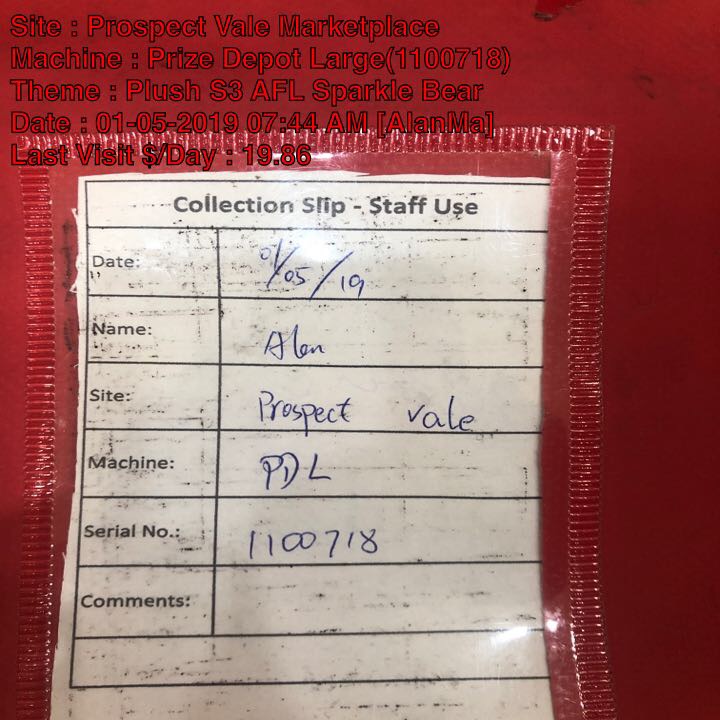 Site : Prospect Vale Marketplace
Machine : Prize Depot Large(1100718)
Theme : Plush S3 AFL Sparkle Bear
Date : 01-05-2019 07:44 AM [AlanMa]
Last Visit $/Day : 19.86
Collection Slip - Staff Use
Date: 01/05/19
Name: Alan
Site: Prospect Vale
Machine: PDL
Serial No.: 1100718
Comments: